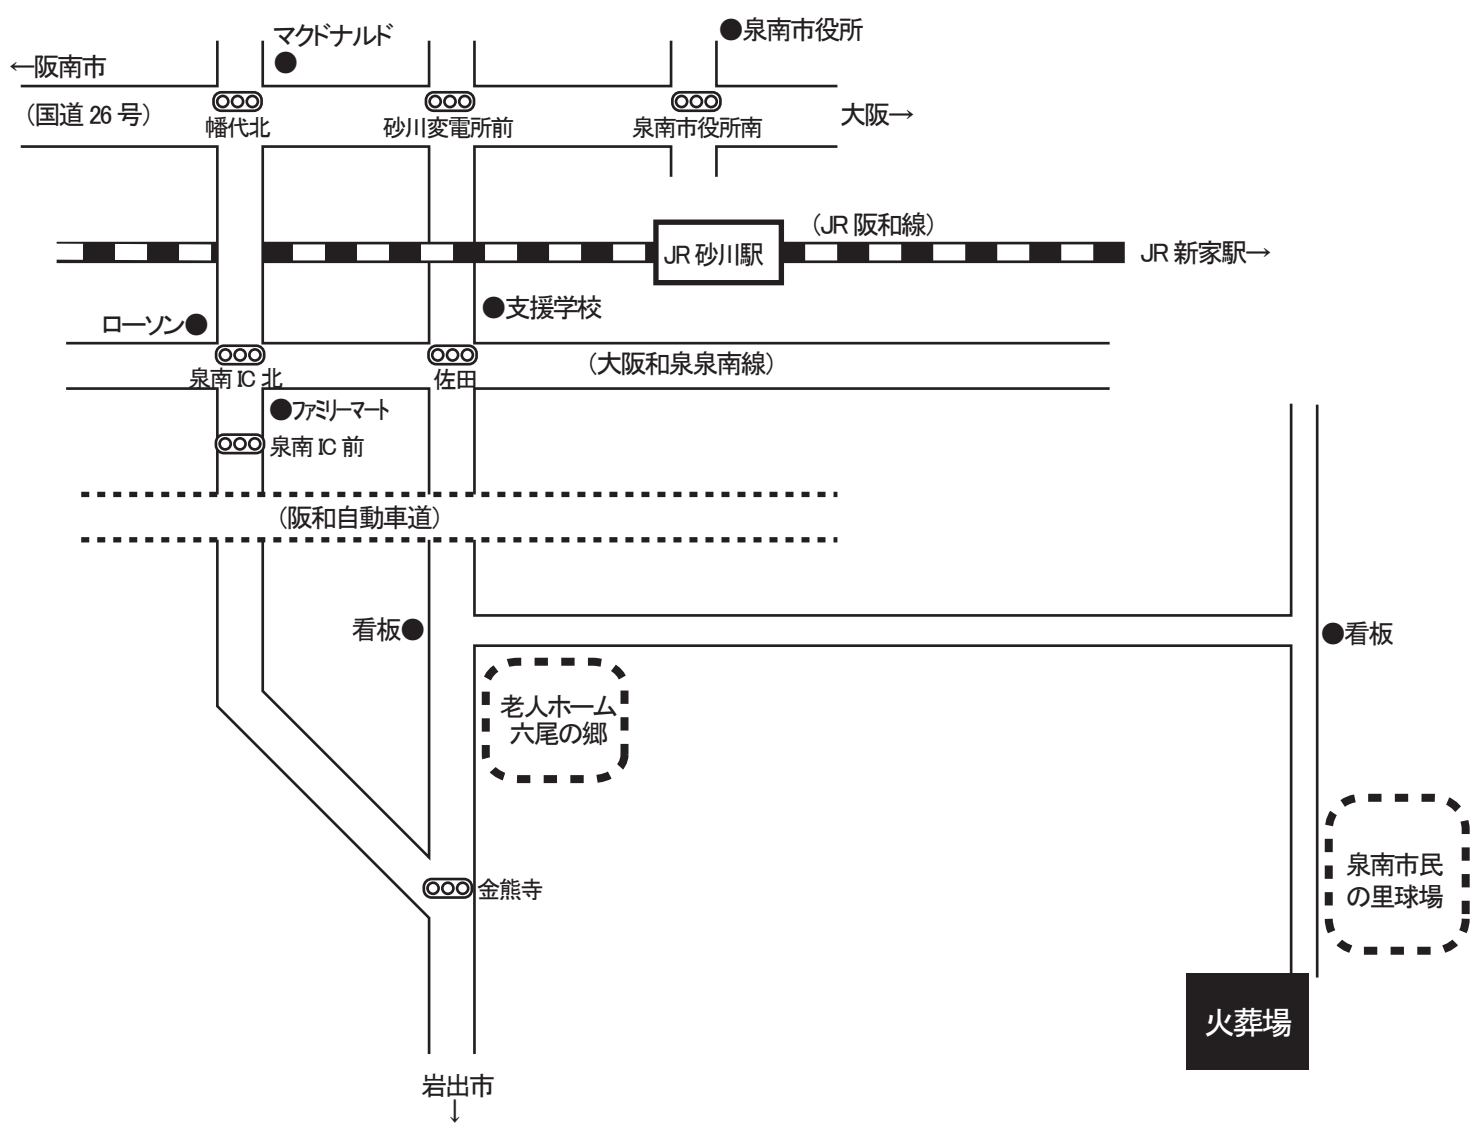 マクドナルド
●泉南市役所
←阪南市
（国道 26 号）
大阪→
幡代北
砂川変電所前
泉南市役所南
（JR 阪和線）
JR 砂川駅
JR 新家駅→
●支援学校
ローソン●
（大阪和泉泉南線）
泉南 IC 北
佐田
●ファミリーマート
泉南 IC 前
（阪和自動車道）
看板●
●看板
老人ホーム
六尾の郷
泉南市民
の里球場
金熊寺
火葬場
岩出市
↓